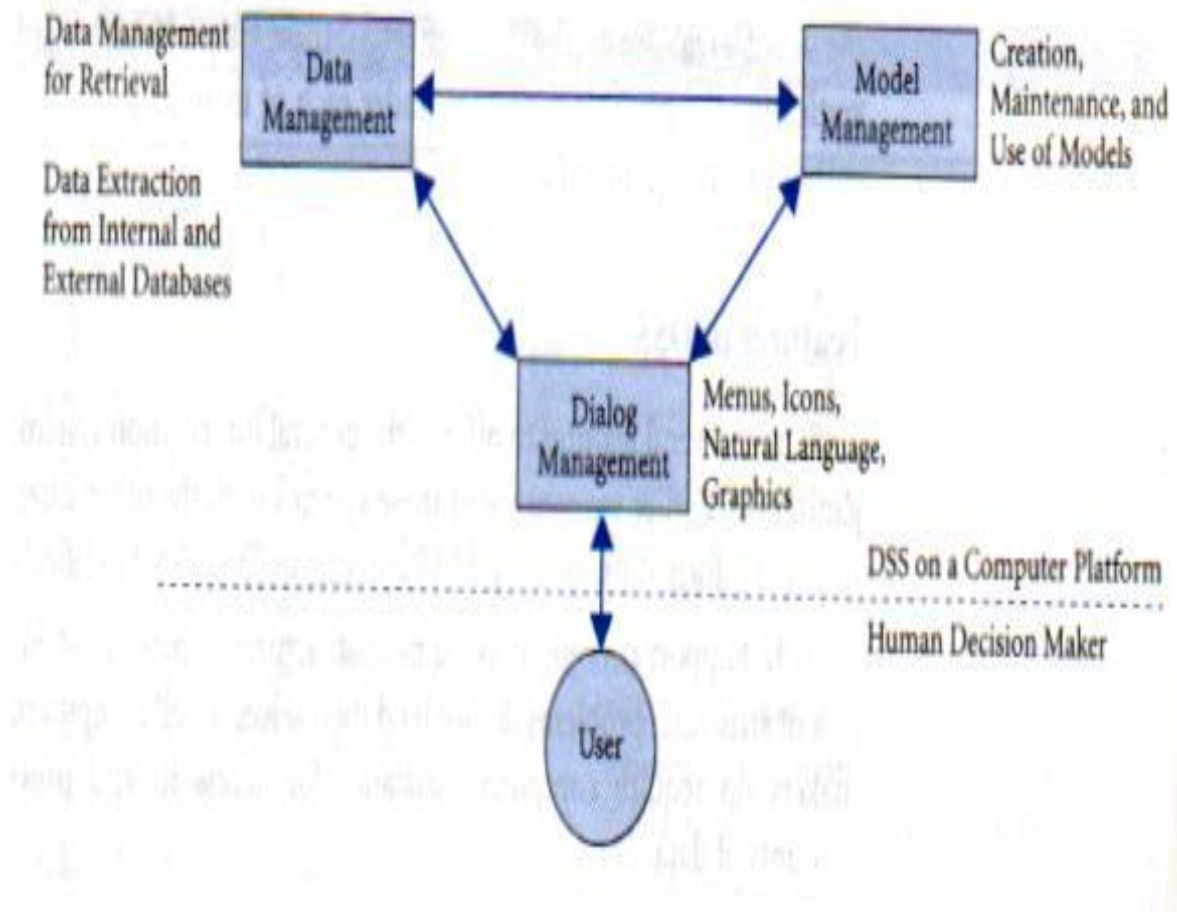 Data Management
for Retrieval
Data Extraction
from Internal and
External Databases
Data
Management
Model
Management
Creation,
Maintenance, and
Use of Models
Dialog
Management
Menus, Icons,
Natural Language,
Graphics
DSS on a Computer Platform
Human Decision Maker
User